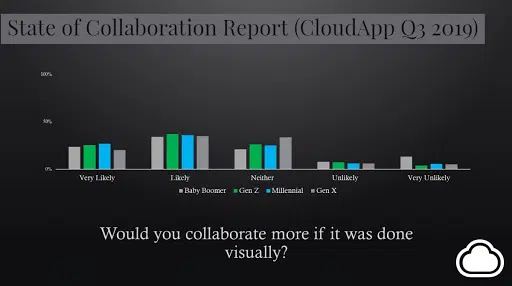 State of Collaboration Report (CloudApp Q3 2019)
100%
50%
0%
Very Likely Likely Neither Unlikely Very Unlikely
Baby Boomer Gen Z Millennial Gen X
Would you collaborate more if it was done
visually?